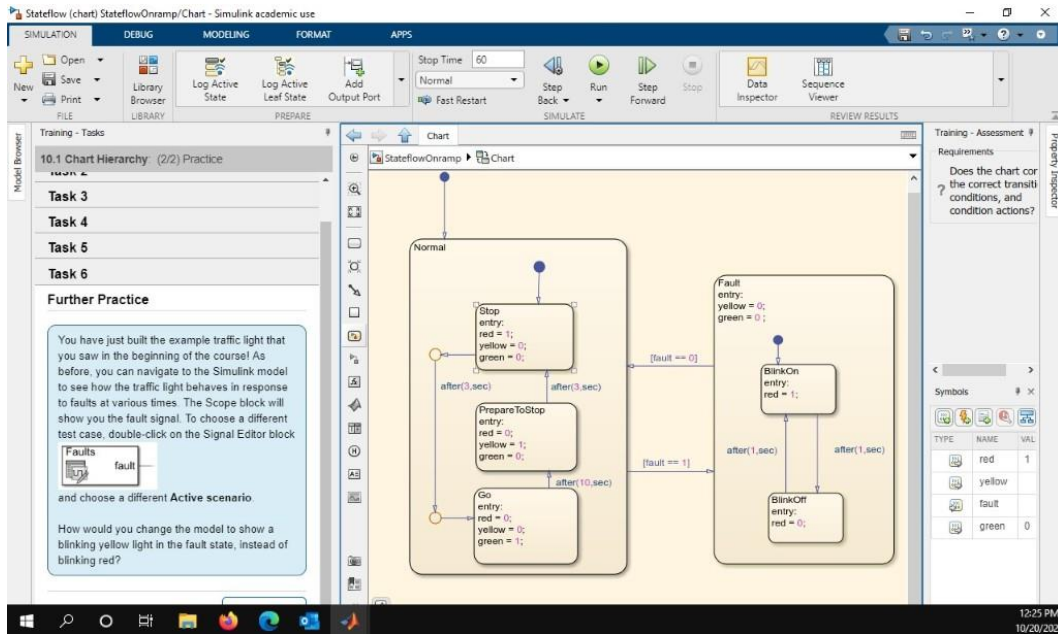 Stateflow (chart) StateflowOnramp/Chart - Simulink academic use
SIMULATION DEBUG MODELING FORMAT APPS
New
Open
Save
Print
FILE
Library
Browser
LIBRARY
Log Active
State
Log Active
Leaf State
Add
Output Port
PREPARE
Stop Time 60
Normal
Fast Restart
Step
Back
Run
Step
Forward
Stop
SIMULATE
Data
Inspector
Sequence
Viewer
REVIEW RESULTS
Model Browser
Training - Tasks
10.1 Chart Hierarchy: (2/2) Practice
Task 2
Task 3
Task 4
Task 5
Task 6
Further Practice
You have just built the example traffic light that
you saw in the beginning of the course! As
before, you can navigate to the Simulink model
to see how the traffic light behaves in response
to faults at various times. The Scope block will
show you the fault signal. To choose a different
test case, double-click on the Signal Editor block
Faults
fault
and choose a different Active scenario.
How would you change the model to show a
blinking yellow light in the fault state, instead of
blinking red?
Chart
StateflowOnramp Chart
Normal
Stop
entry:
red = 1;
yellow = 0;
green = 0;
after(3,sec)
after(3,sec)
PrepareToStop
entry:
red = 0;
yellow = 1;
green = 0;
after(10,sec)
Go
entry:
red = 0;
yellow = 0;
green = 1;
[fault == 0]
[fault == 1]
Fault
entry:
yellow = 0;
green = 0 ;
BlinkOn
entry:
red = 1;
after(1,sec)
after(1,sec)
BlinkOff
entry:
red = 0;
Training - Assessment
Requirements
Does the chart cor
the correct transiti
conditions, and
condition actions?
?
Property Inspector
Symbols
TYPE NAME VAL
red 1
yellow
fault
green 0
12:25 PM
10/20/202